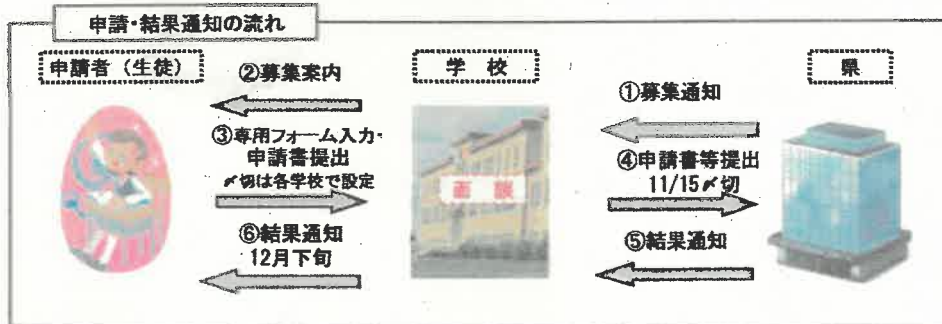 申請・結果通知の流れ
申請者(生徒)
学校
県
②募集案内
①募集通知
③専用フォーム入力・
申請書提出
〆切は各学校で設定
④申請書等提出
11/15〆切
面談
⑥結果通知
12月下旬
⑤結果通知